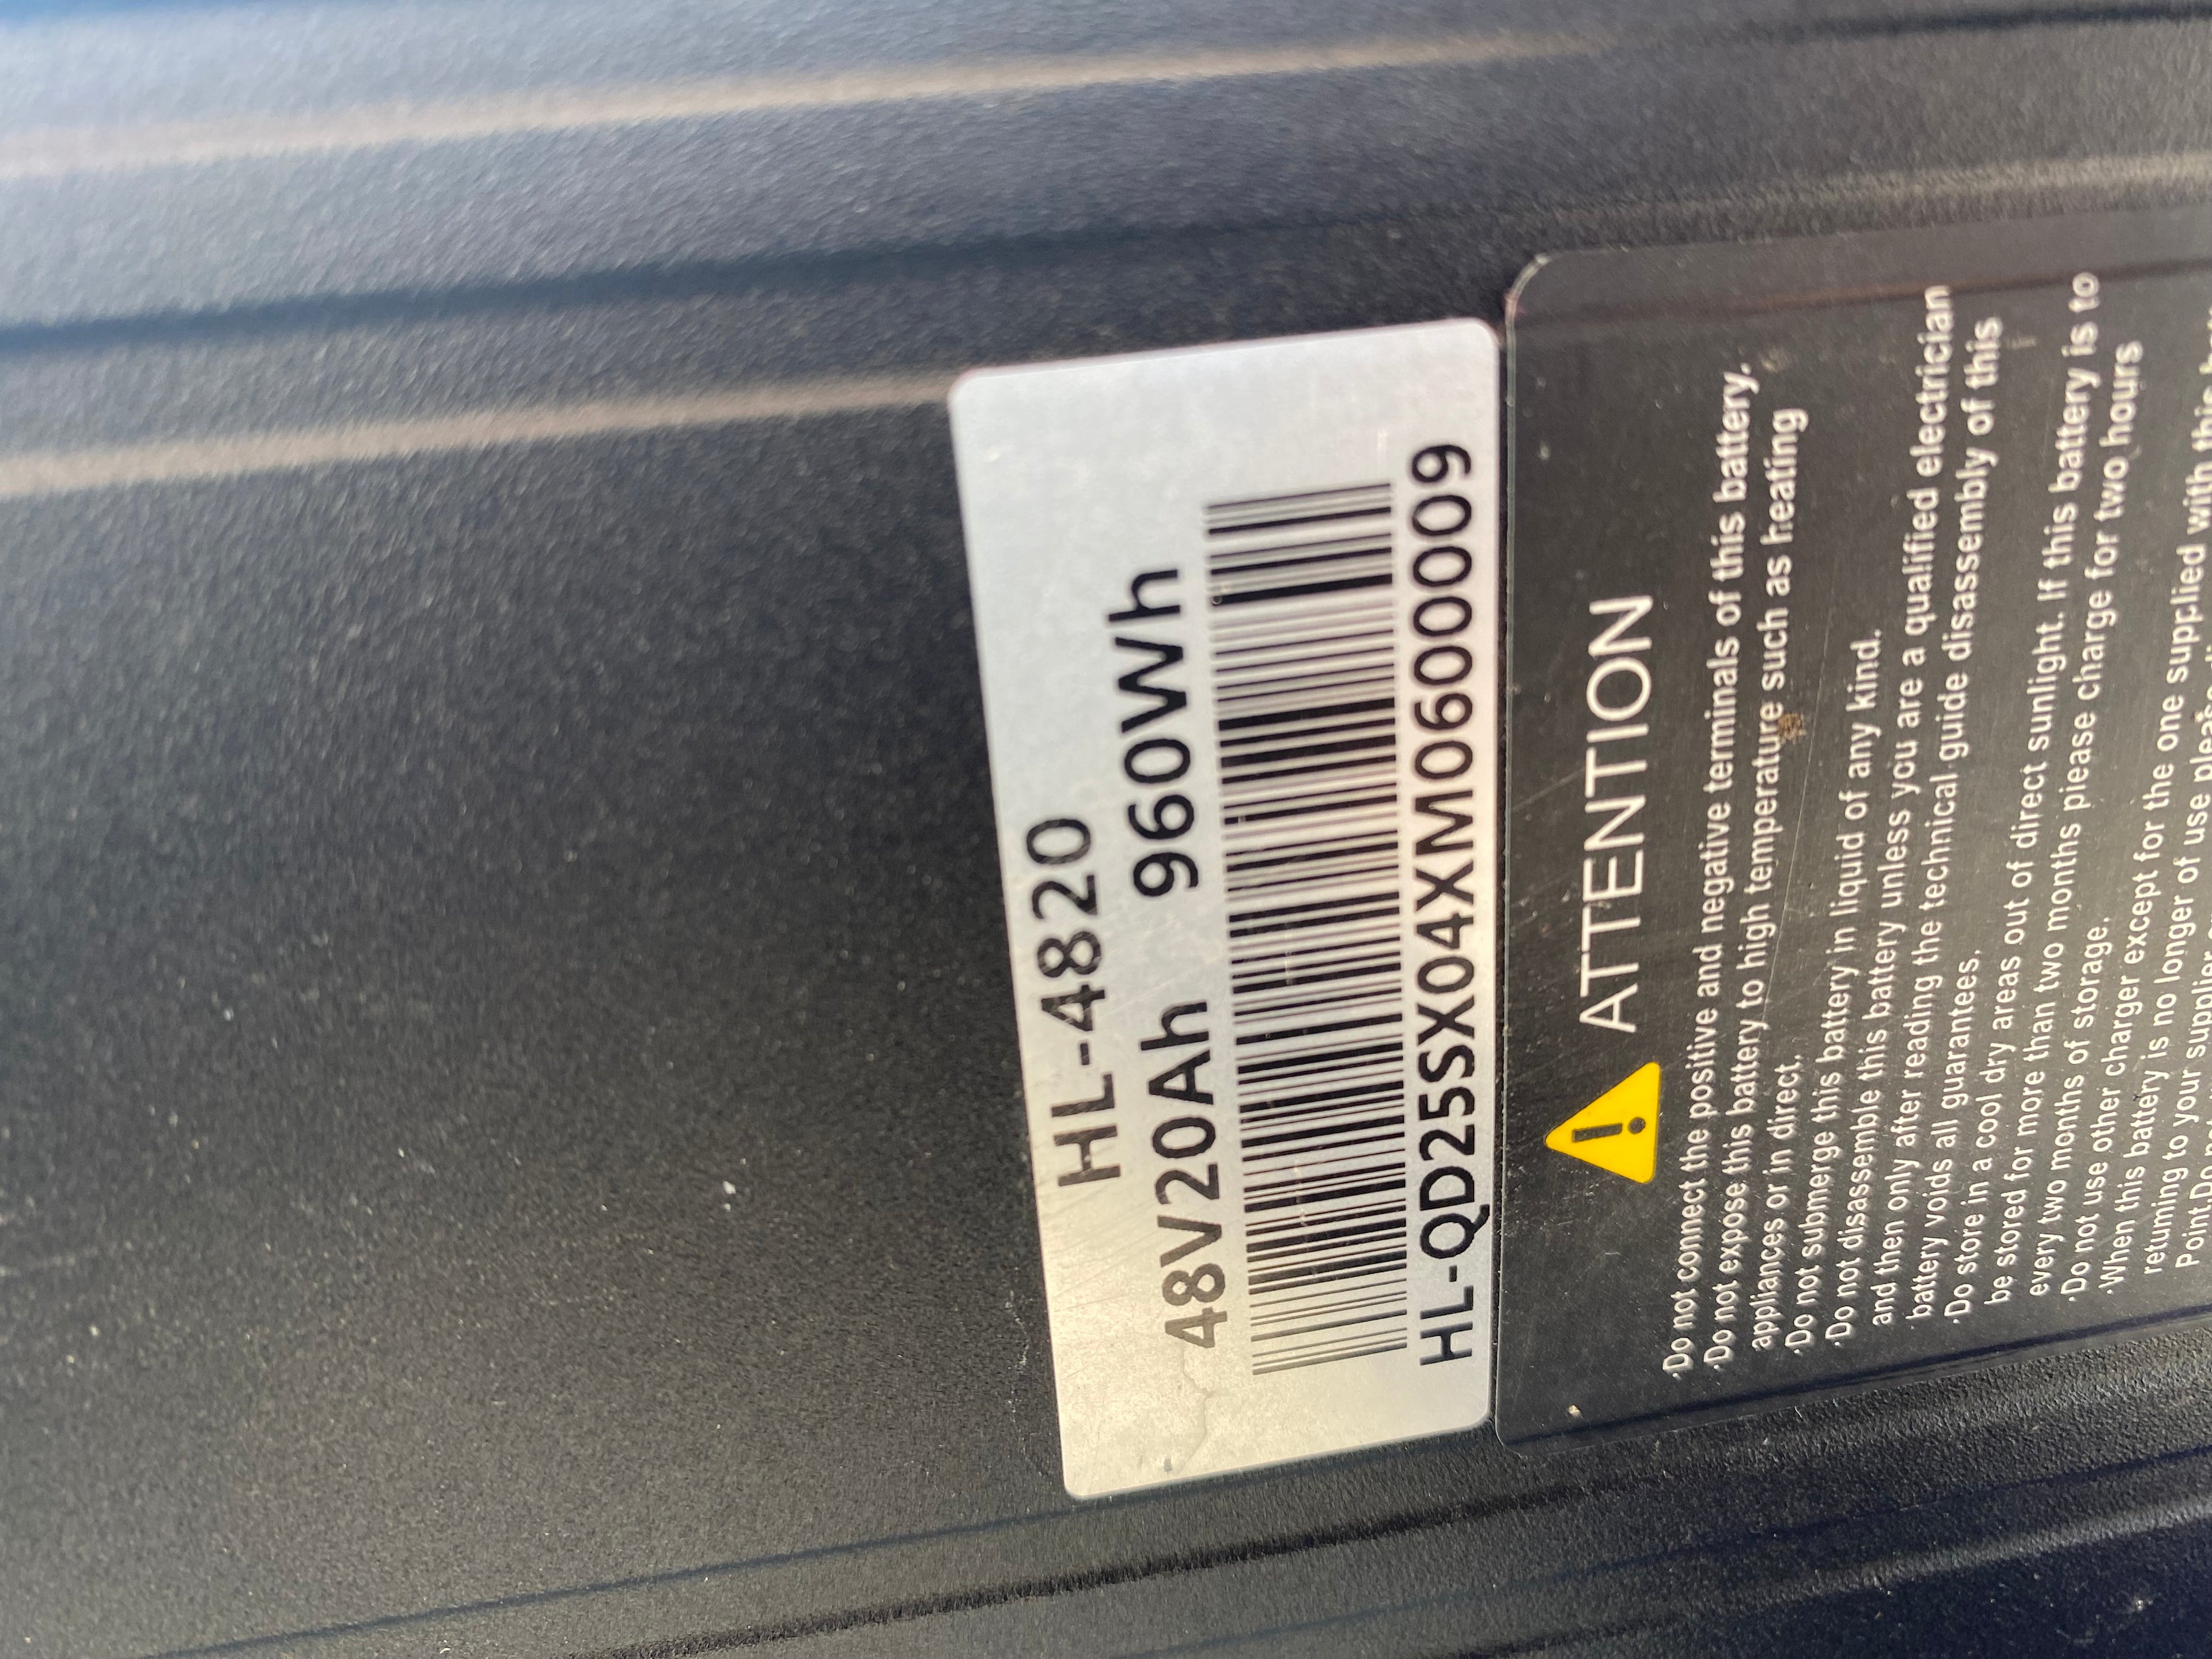 HL-4820
48V20Ah 960Wh
HL-QD25SX04XM0600009
ATTENTION
·Do not connect the positive and negative terminals of this battery.
·Do not expose this battery to high temperature such as heating
appliances or in direct.
·Do not submerge this battery in liquid of any kind.
·Do not disassemble this battery unless you are a qualified electrician
and then only after reading the technical guide disassembly of this
battery voids all guarantees.
·Do store in a cool dry areas out of direct sunlight. If this battery is to
be stored for more than two months please charge for two hours
every two months of storage.
·Do not use other charger except for the one supplied with this
·When this battery is no longer of use please
returning to your supplier
Point.Do